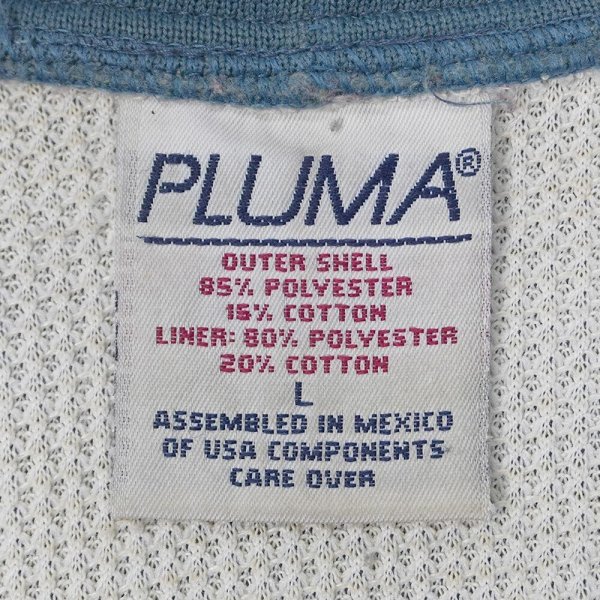 PLUMA®
OUTER SHELL
85% POLYESTER
15% COTTON
LINER: 80% POLYESTER
20% COTTON
L
ASSEMBLED IN MEXICO
OF USA COMPONENTS
CARE OVER